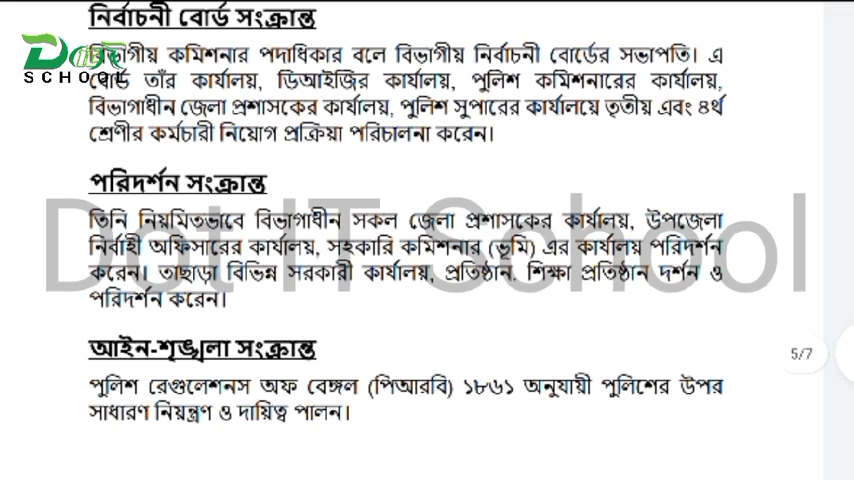 নির্বাচনী বোর্ড সংক্রান্ত
বিভাগীয় কমিশনার পদাধিকার বলে বিভাগীয় নির্বাচনী বোর্ডের সভাপতি। এ
বোর্ড তাঁর কার্যালয়, ডিআইজির কার্যালয়, পুলিশ কমিশনারের কার্যালয়,
বিভাগাধীন জেলা প্রশাসকের কার্যালয়, পুলিশ সুপারের কার্যালয়ে তৃতীয় এবং ৪র্থ
শ্রেণীর কর্মচারী নিয়োগ প্রক্রিয়া পরিচালনা করেন।
Dot IT
SCHOOL
পরিদর্শন সংক্রান্ত
তিনি নিয়মিতভাবে বিভাগাধীন সকল জেলা প্রশাসকের কার্যালয়, উপজেলা
নির্বাহী অফিসারের কার্যালয়, সহকারি কমিশনার (ভূমি) এর কার্যালয় পরিদর্শন
করেন। তাছাড়া বিভিন্ন সরকারী কার্যালয়, প্রতিষ্ঠান, শিক্ষা প্রতিষ্ঠান দর্শন ও
পরিদর্শন করেন।
Dot IT School
আইন-শৃঙ্খলা সংক্রান্ত
5/7
পুলিশ রেগুলেশনস অফ বেঙ্গল (পিআরবি) ১৮৬১ অনুযায়ী পুলিশের উপর
সাধারণ নিয়ন্ত্রণ ও দায়িত্ব পালন।